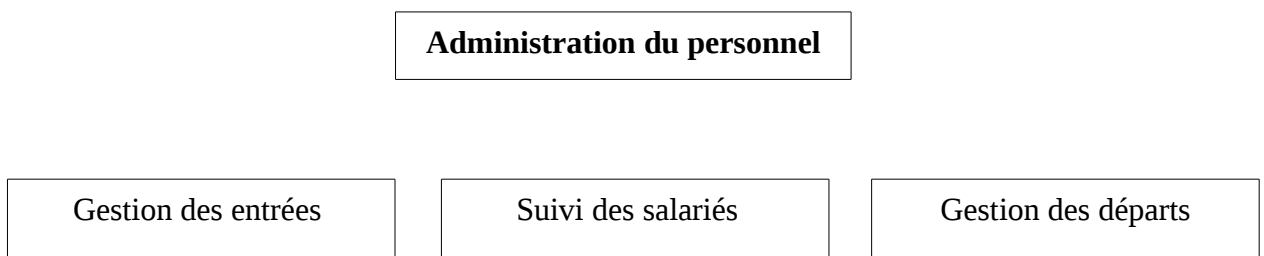 Administration du personnel
Gestion des entrées
Suivi des salariés
Gestion des départs